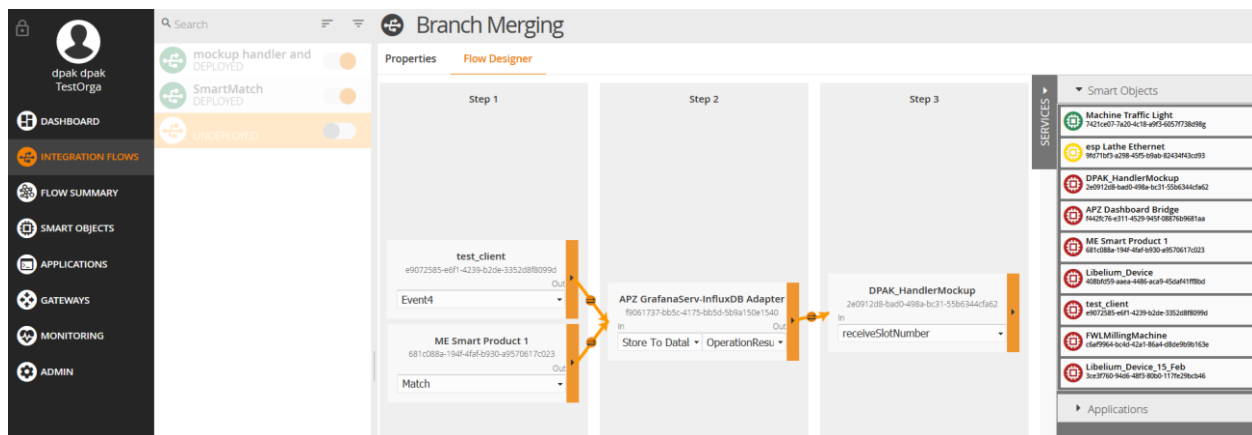 dpak dpak
TestOrga
DASHBOARD
INTEGRATION FLOWS
FLOW SUMMARY
SMART OBJECTS
APPLICATIONS
GATEWAYS
MONITORING
ADMIN
Search
mockup handler and
DEPLOYED
SmartMatch
DEPLOYED
UNDEPLOYED
Branch Merging
Properties Flow Designer
Step 1
test_client
e9072585-e6f1-4239-b2de-3352d8f8099d
Out
Event4
ME Smart Product 1
681c088a-194f-4faf-b930-a9570617c023
Out
Match
Step 2
APZ GrafanaServ-InfluxDB Adapter
f9061737-bb5c-4175-bb5d-5b9a150e1540
In Out
Store To Datal OperationResu
Step 3
DPAK_HandlerMockup
2e0912d8-bad0-498a-bc31-55b6344cfa62
In
receiveSlotNumber
SERVICES
Smart Objects
Machine Traffic Light
7421ce07-7a20-4c18-a9f3-6057f738d98g
esp Lathe Ethernet
9fd71bf3-a298-45f5-b9ab-82434f43cd93
DPAK_HandlerMockup
2e0912d8-bad0-498a-bc31-55b6344cfa62
APZ Dashboard Bridge
f442fc76-e311-4529-945f-08876b9681aa
ME Smart Product 1
681c088a-194f-4faf-b930-a9570617c023
Libelium_Device
408bfd59-aaea-4486-aca9-45daf41ff8bd
test_client
e9072585-e6f1-4239-b2de-3352d8f8099d
FWLMillingMachine
c6af9964-bc4d-42a1-86a4-d8de9b9b163e
Libelium_Device_15_Feb
3ce3f760-94d6-48f3-80b0-117fe29bcb46
Applications